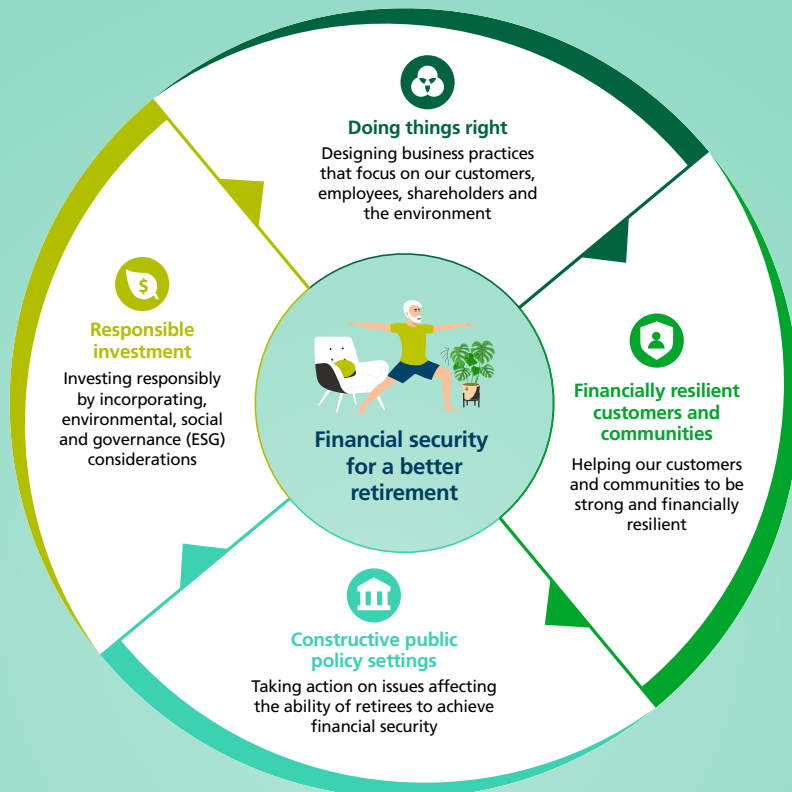 Doing things right
Designing business practices
that focus on our customers,
employees, shareholders and
the environment
Financially resilient
customers and
communities
Helping our customers
and communities to be
strong and financially
resilient
Constructive public
policy settings
Taking action on issues affecting
the ability of retirees to achieve
financial security
$
Responsible
investment
Investing responsibly
by incorporating,
environmental, social
and governance (ESG)
considerations
Financial security
for a better
retirement